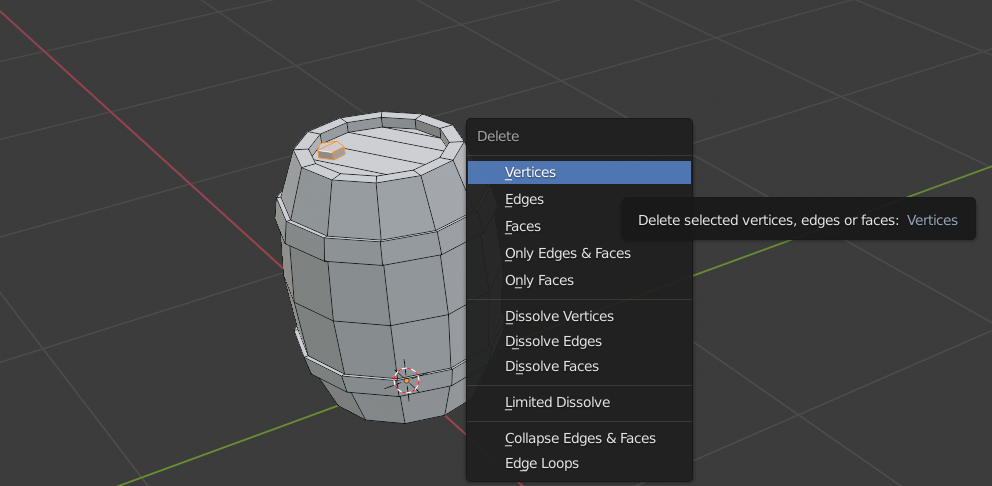 Delete
Vertices
Edges
Delete selected vertices, edges or faces: Vertices
Faces
Only Edges & Faces
Only Faces
Dissolve Vertices
Dissolve Edges
Dissolve Faces
Limited Dissolve
Collapse Edges & Faces
Edge Loops